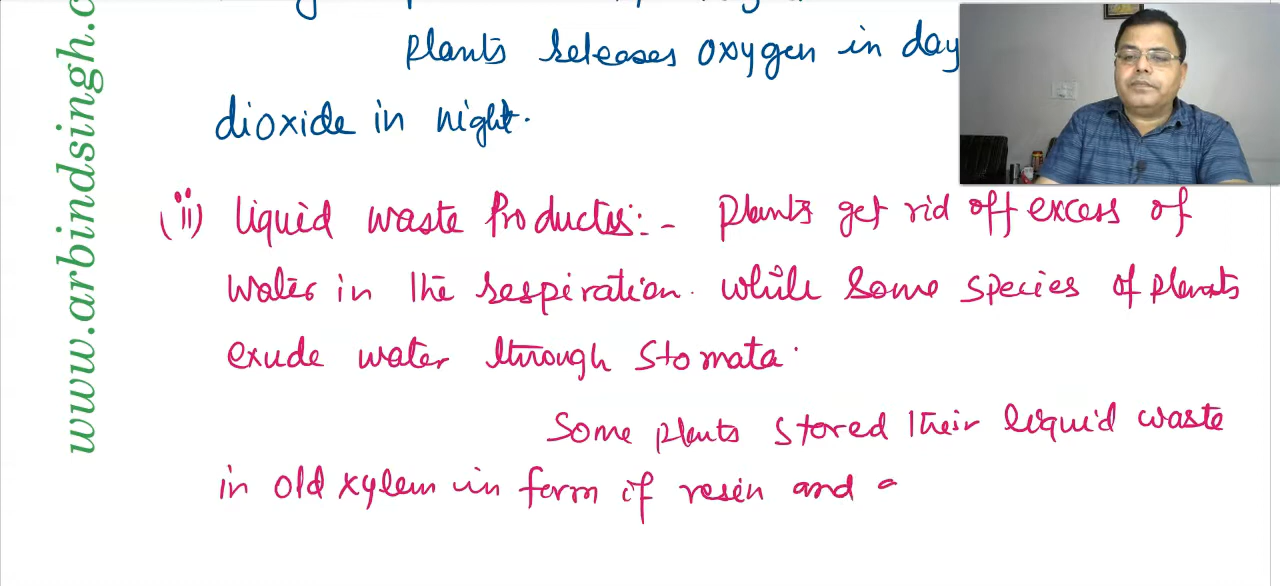 www.arbindsingh.c
plants releases oxygen in day
dioxide in night.
(ii) liquid waste Products:- plants get rid off excess of
water in the respiration. while some species of plants
exude water through stomata.
Some plants stored their liquid waste
in old xylem in form of resin and